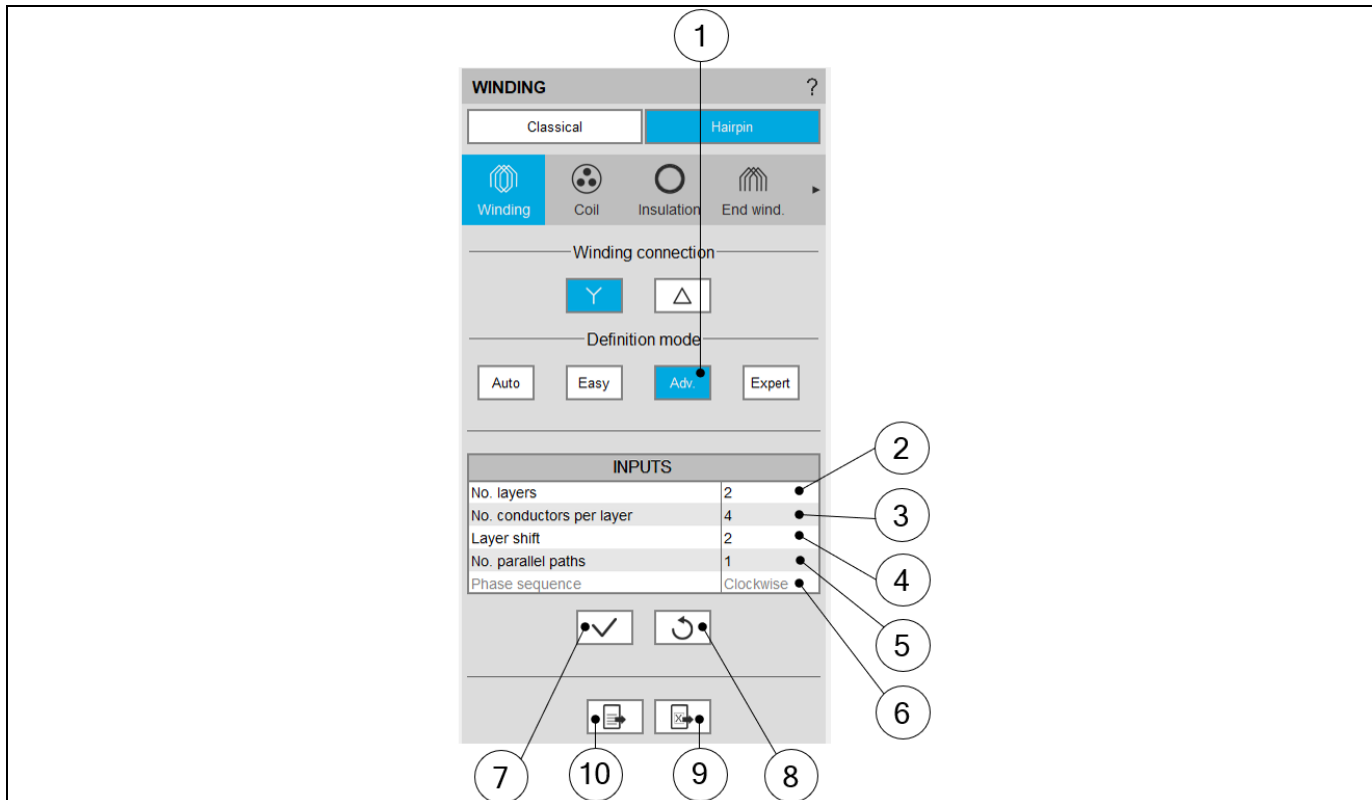 1
WINDING ?
Classical Hairpin
Winding Coil Insulation End wind.
Winding connection
Definition mode
Auto Easy Adv. Expert
INPUTS
No. layers 2
No. conductors per layer 4
Layer shift 2
No. parallel paths 1
Phase sequence Clockwise
2
3
4
5
6
7 10 9 8